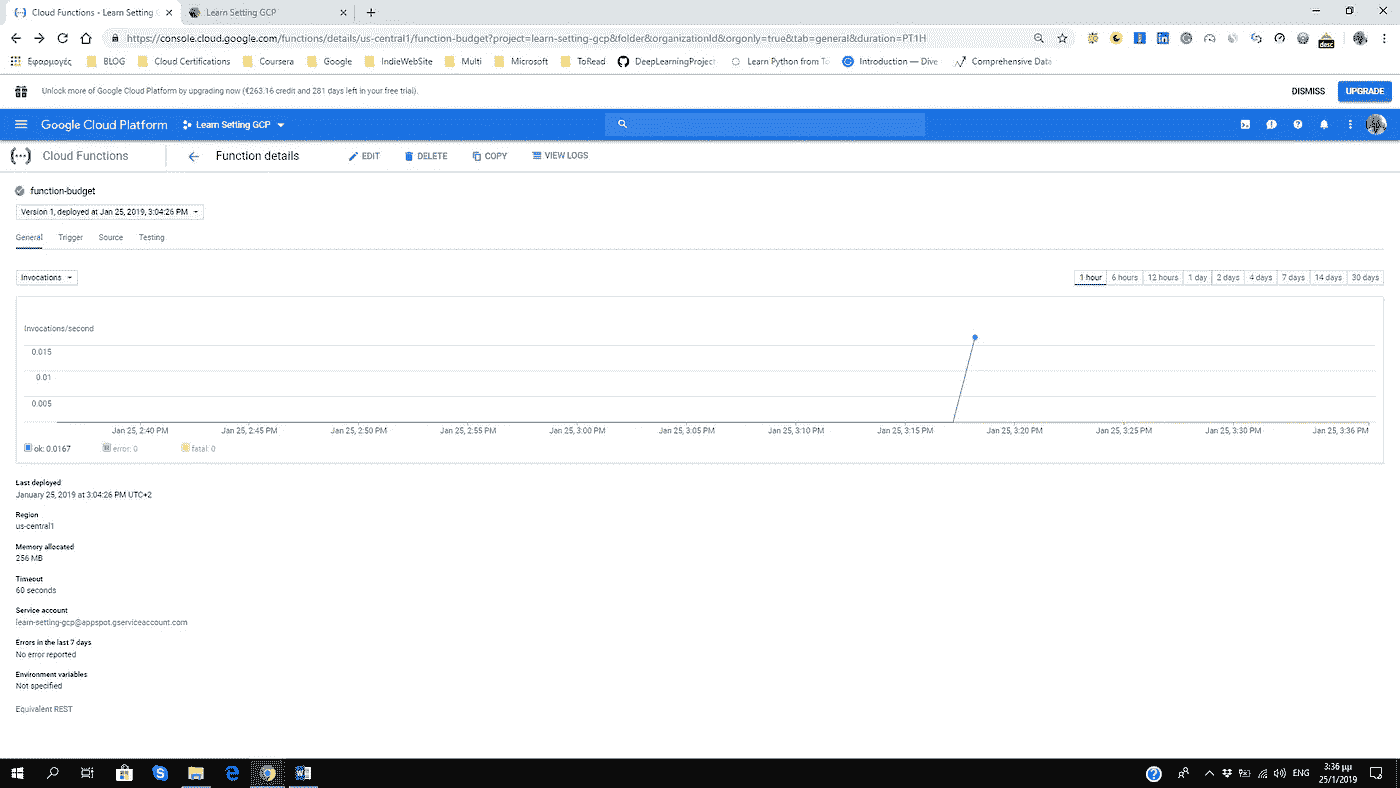 Cloud Functions - Learn Setting G
Learn Setting GCP
https://console.cloud.google.com/functions/details/us-central1/function-budget?project=learn-setting-gcp&folder&organizationId&orgonly=true&tab=general&duration=PT1H
desc
Εφαρμογές BLOG Cloud Certifications Coursera Google IndieWebSite Multi Microsoft ToRead DeepLearningProject Learn Python from To Introduction — Dive Comprehensive Data
Unlock more of Google Cloud Platform by upgrading now (€263.16 credit and 281 days left in your free trial). DISMISS UPGRADE
Google Cloud Platform Learn Setting GCP
Cloud Functions Function details EDIT DELETE COPY VIEW LOGS
function-budget
Version 1, deployed at Jan 25, 2019, 3:04:26 PM
General Trigger Source Testing
Invocations 1 hour 6 hours 12 hours 1 day 2 days 4 days 7 days 14 days 30 days
Invocations/second
0.015
0.01
0.005
Jan 25, 2:40 PM Jan 25, 2:45 PM Jan 25, 2:50 PM Jan 25, 2:55 PM Jan 25, 3:00 PM Jan 25, 3:05 PM Jan 25, 3:10 PM Jan 25, 3:15 PM Jan 25, 3:20 PM Jan 25, 3:25 PM Jan 25, 3:30 PM Jan 25, 3:36 PM
ok: 0.0167 error: 0 fatal: 0
Last deployed
January 25, 2019 at 3:04:26 PM UTC+2
Region
us-central1
Memory allocated
256 MB
Timeout
60 seconds
Service account
learn-setting-gcp@appspot.gserviceaccount.com
Errors in the last 7 days
No error reported
Environment variables
Not specified
Equivalent REST
ENG
3:36 μμ
25/1/2019